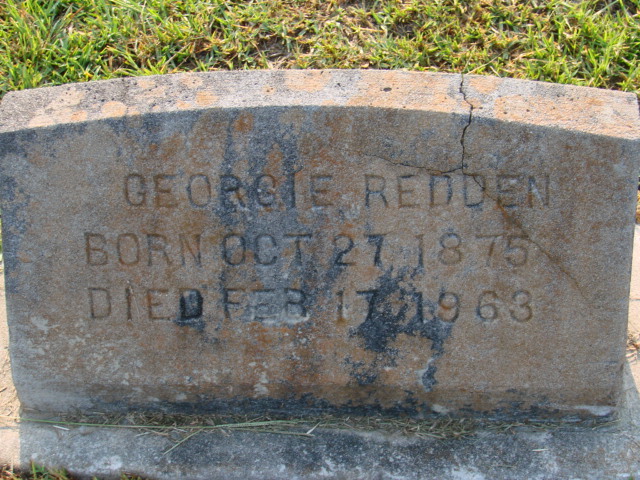 GEORGIE REDDEN
BORN OCT 27 1875
DIED FEB 17, 1963